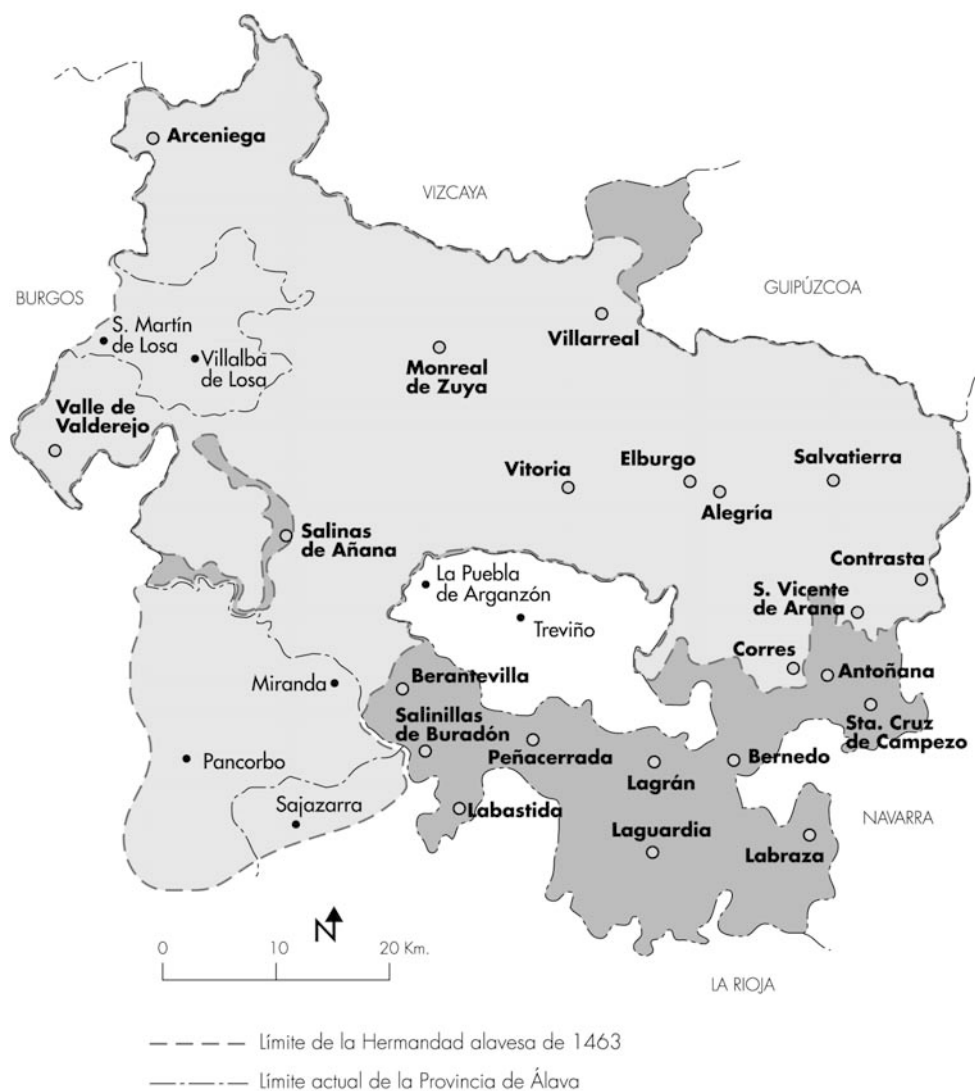 Arceniega
VIZCAYA
BURGOS
GUIPÚZCOA
S. Martín
de Losa
Villalba
de Losa
Villarreal
Monreal
de Zuya
Valle de
Valderejo
Vitoria
Elburgo
Alegría
Salvatierra
Salinas
de Añana
Contrasta
La Puebla
de Arganzón
S. Vicente
de Arana
Treviño
Corres
Antoñana
Miranda
Berantevilla
Salinillas
de Buradón
Sta. Cruz
de Campezo
Pancorbo
Peñacerrada
Lagrán
Bernedo
Sajazarra
Labastida
Laguardia
Labraza
NAVARRA
N
0 10 20 Km.
LA RIOJA
Límite de la Hermandad alavesa de 1463
Límite actual de la Provincia de Álava